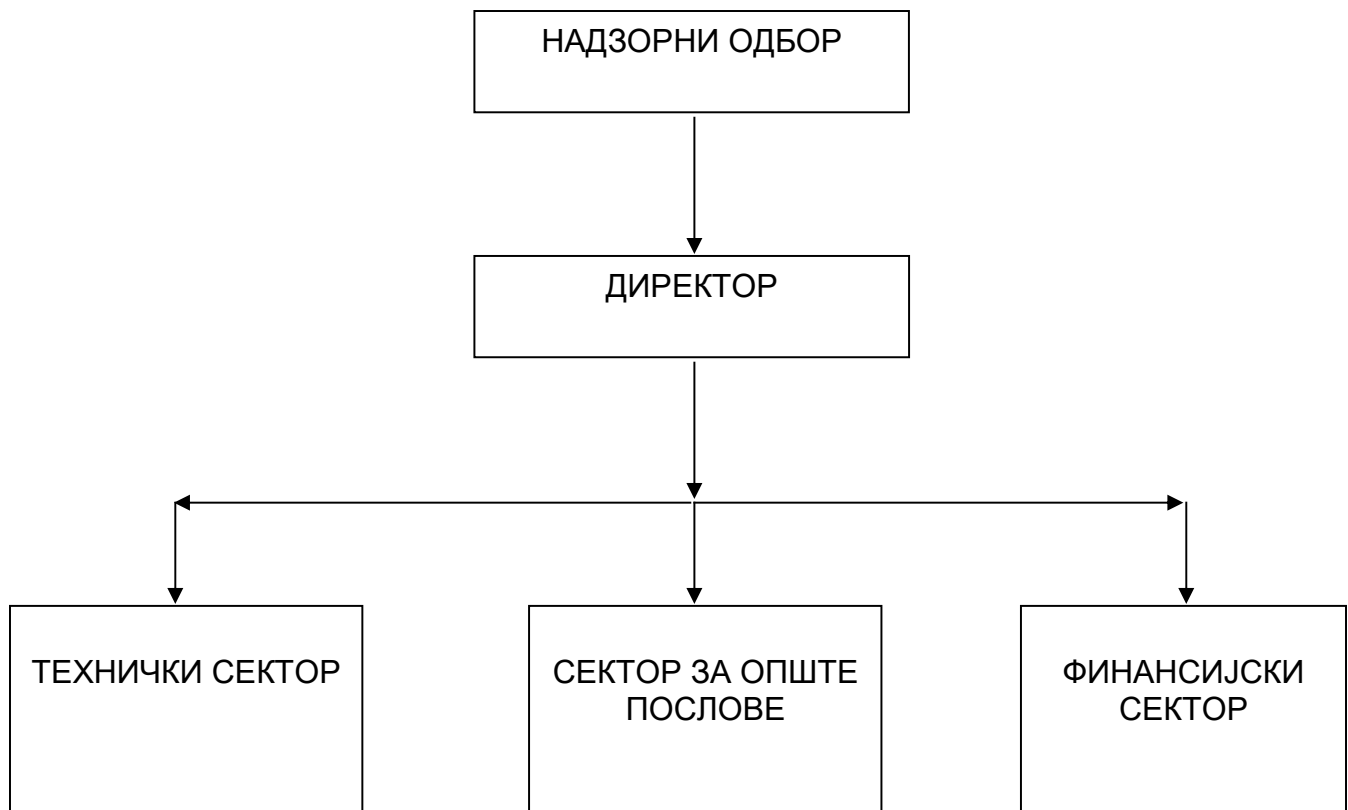 НАДЗОРНИ ОДБОР
ДИРЕКТОР
ТЕХНИЧКИ СЕКТОР
СЕКТОР ЗА ОПШТЕ
ПОСЛОВЕ
ФИНАНСИЈСКИ
СЕКТОР